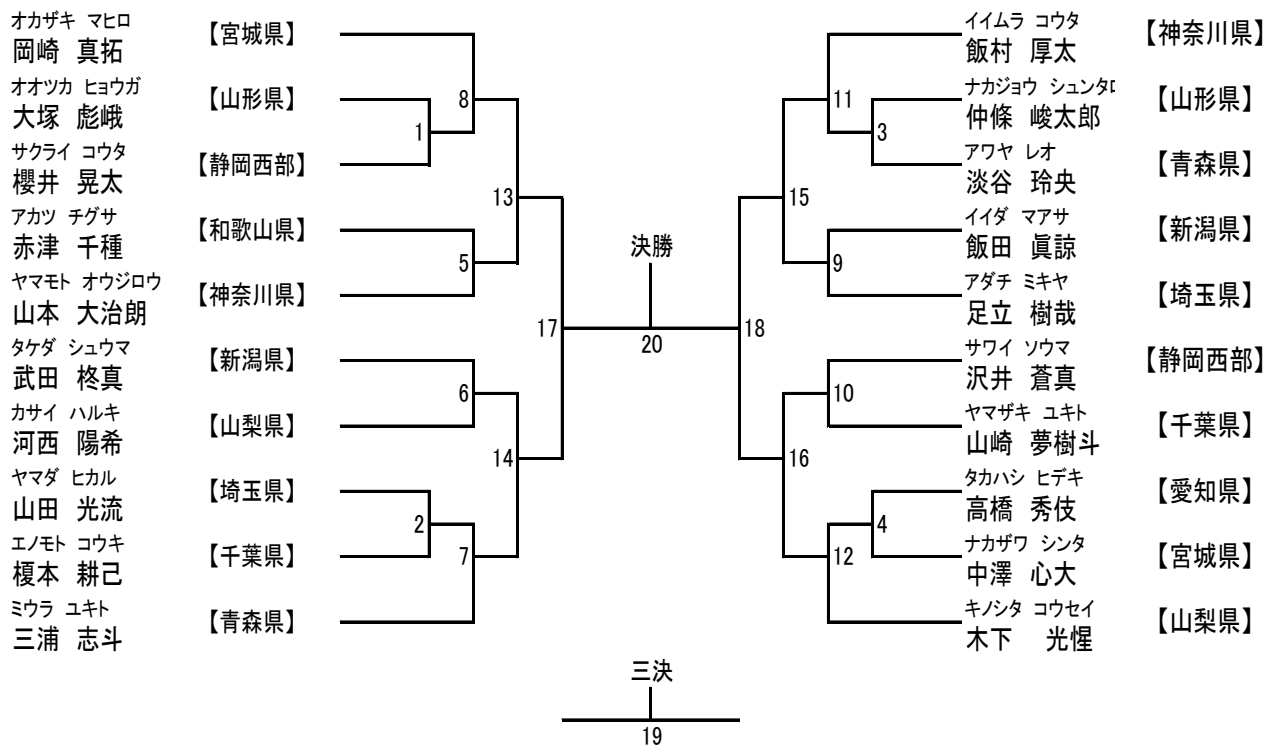 オカザキ マヒロ
岡崎 真拓 【宮城県】
オオツカ ヒョウガ
大塚 彪峨 【山形県】
サクライ コウタ
櫻井 晃太 【静岡西部】
アカツ チグサ
赤津 千種 【和歌山県】
ヤマモト オウジロウ
山本 大治朗 【神奈川県】
タケダ シュウマ
武田 柊真 【新潟県】
カサイ ハルキ
河西 陽希 【山梨県】
ヤマダ ヒカル
山田 光流 【埼玉県】
エノモト コウキ
榎本 耕己 【千葉県】
ミウラ ユキト
三浦 志斗 【青森県】
8
1
13
5
17
6
14
2
7
決勝
20
三決
19
11
3
15
9
18
10
16
4
12
イイムラ コウタ
飯村 厚太 【神奈川県】
ナカジョウ シュンタロ
仲條 峻太郎 【山形県】
アワヤ レオ
淡谷 玲央 【青森県】
イイダ マアサ
飯田 眞諒 【新潟県】
アダチ ミキヤ
足立 樹哉 【埼玉県】
サワイ ソウマ
沢井 蒼真 【静岡西部】
ヤマザキ ユキト
山崎 夢樹斗 【千葉県】
タカハシ ヒデキ
高橋 秀伎 【愛知県】
ナカザワ シンタ
中澤 心大 【宮城県】
キノシタ コウセイ
木下 光惺 【山梨県】